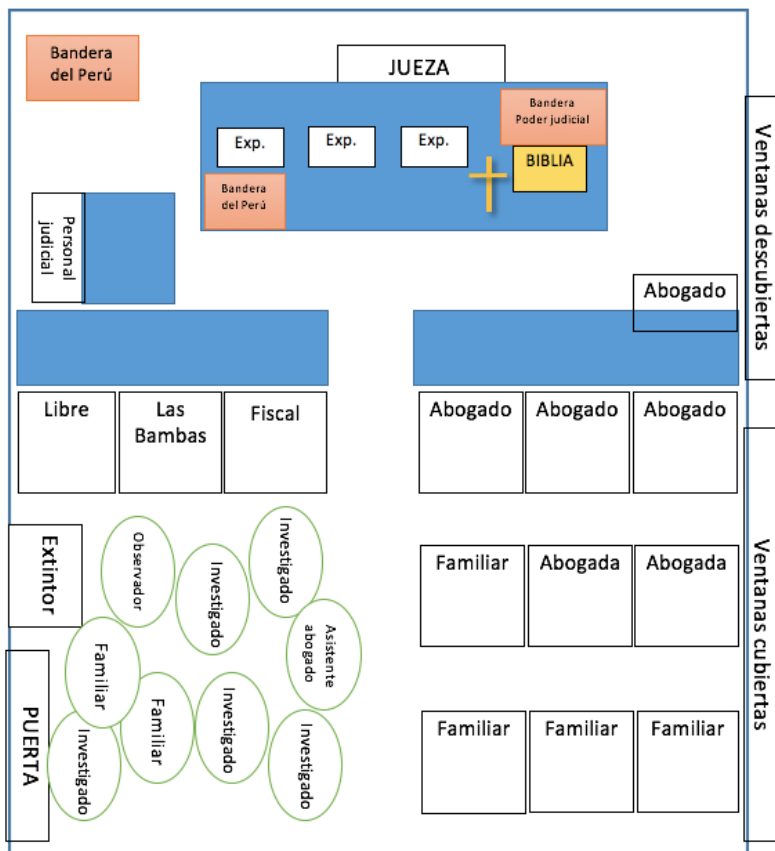 Bandera
del Perú
JUEZA
Bandera
Poder judicial
Exp.
Exp.
Exp.
BIBLIA
Bandera
del Perú
Ventanas descubiertas
Personal
judicial
Abogado
Libre
Las
Bambas
Fiscal
Abogado
Abogado
Abogado
Ventanas cubiertas
Extintor
Observador
Investigado
Investigado
Asistente
abogado
Familiar
Abogada
Abogada
PUERTA
Familiar
Investigado
Familiar
Investigado
Investigado
Familiar
Familiar
Familiar